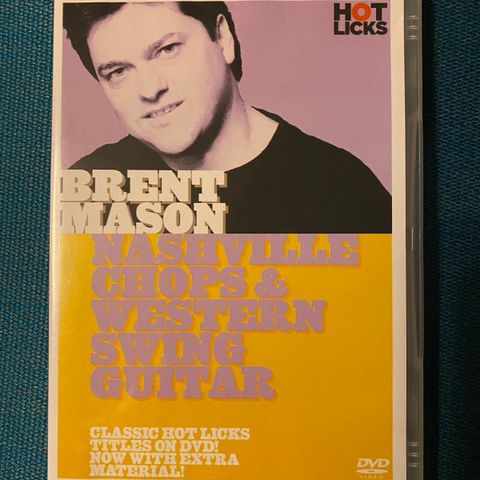 HOT
LICKS
BRENT
MASON
NASHVILLE
CHOPS &
WESTERN
SWING
GUITAR
CLASSIC HOT LICKS
TITLES ON DVD!
NOW WITH EXTRA
MATERIAL!
DVD
VIDEO